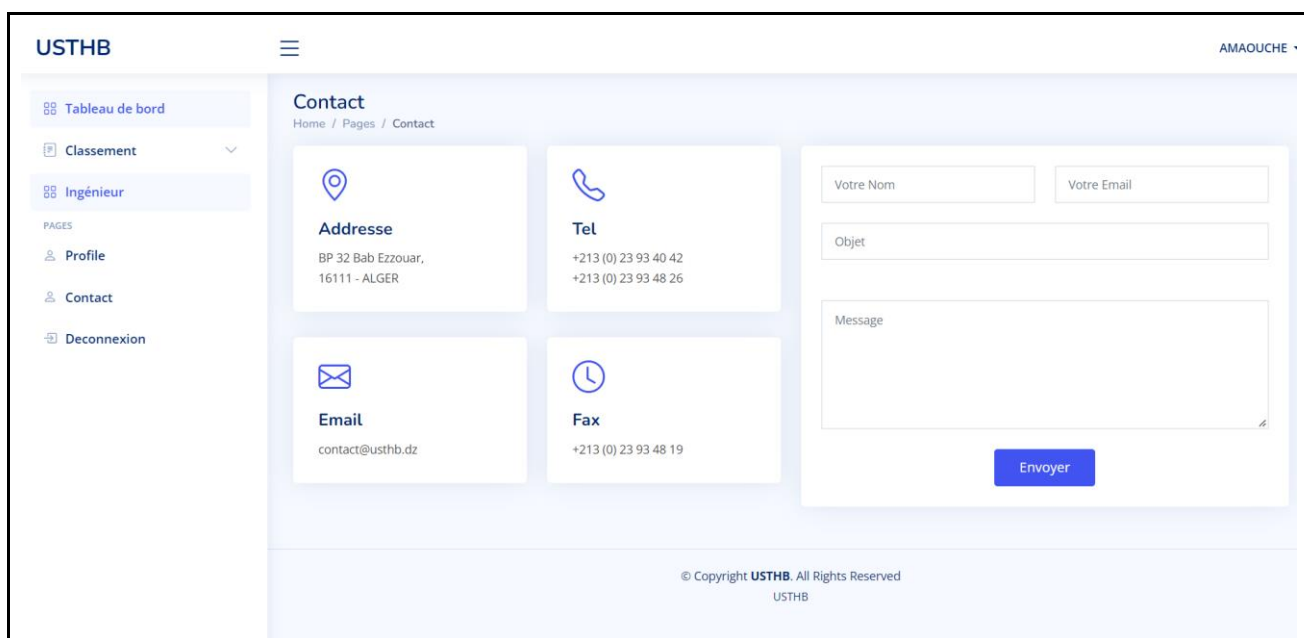 USTHB
AMAOUCHE
Tableau de bord
Classement
Ingénieur
PAGES
Profile
Contact
Deconnexion
Contact
Home / Pages / Contact
Addresse
BP 32 Bab Ezzouar,
16111 - ALGER
Tel
+213 (0) 23 93 40 42
+213 (0) 23 93 48 26
Email
contact@usthb.dz
Fax
+213 (0) 23 93 48 19
Votre Nom
Votre Email
Objet
Message
Envoyer
© Copyright USTHB. All Rights Reserved
USTHB